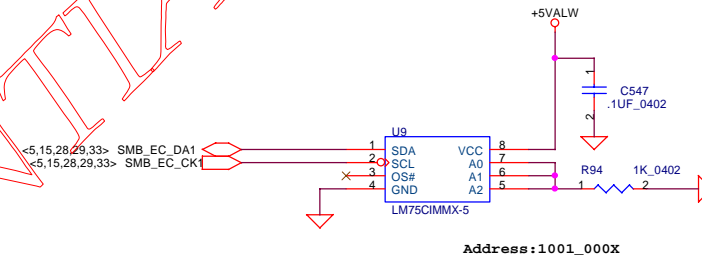 +5VALW
1
C547
.1UF_0402
2
U9
<5,15,28,29,33> SMB_EC_DA1 1 SDA VCC 8
<5,15,28,29,33> SMB_EC_CK1 2 SCL A0 7
3 OS# A1 6
4 GND A2 5
R94 1K_0402
1 2
LM75CIMMX-5
Address:1001_000X